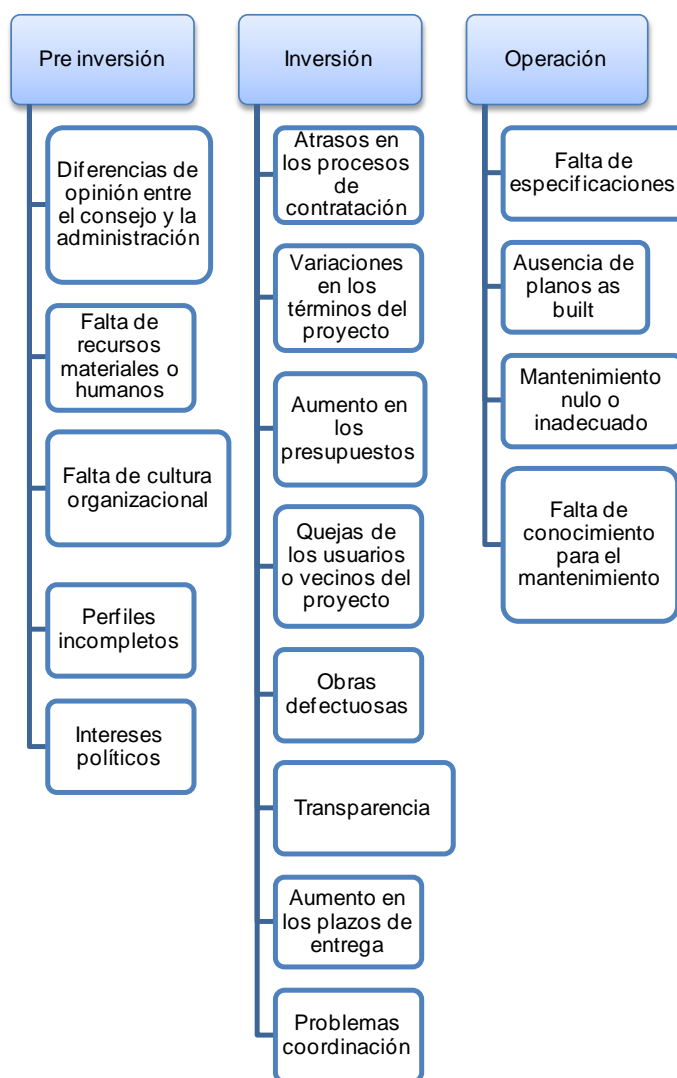 Pre inversión
Diferencias de
opinión entre
el consejo y la
administración
Falta de
recursos
materiales o
humanos
Falta de cultura
organizacional
Perfiles
incompletos
Intereses
políticos
Inversión
Atrasos en
los procesos
de
contratación
Variaciones
en los
términos del
proyecto
Aumento en
los
presupuestos
Quejas de
los usuarios
o vecinos del
proyecto
Obras
defectuosas
Transparencia
Aumento en
los plazos de
entrega
Problemas
coordinación
Operación
Falta de
especificaciones
Ausencia de
planos as
built
Mantenimiento
nulo o
inadecuado
Falta de
conocimiento
para el
mantenimiento